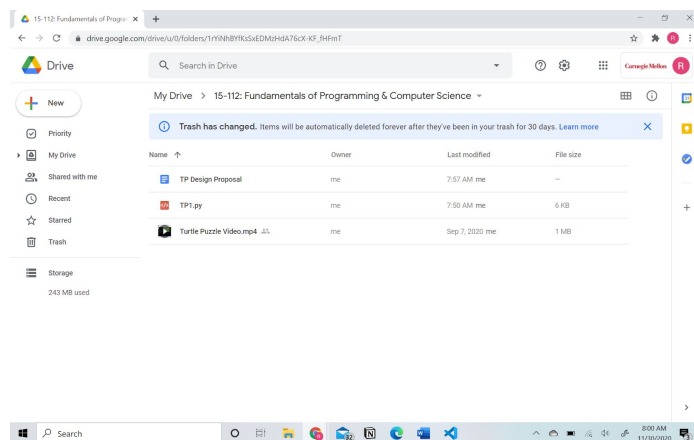 15-112: Fundamentals of Progra
drive.google.com/drive/u/0/folders/1rYiNhBYfKsSxEDMzHdA76cX-KF_fHFmT
R
Drive
Search in Drive
Carnegie Mellon
R
New
My Drive > 15-112: Fundamentals of Programming & Computer Science
Trash has changed. Items will be automatically deleted forever after they've been in your trash for 30 days. Learn more
Priority
My Drive
Shared with me
Recent
Starred
Trash
Storage
243 MB used
Name Owner Last modified File size
TP Design Proposal me 7:57 AM me –
TP1.py me 7:50 AM me 6 KB
Turtle Puzzle Video.mp4 me Sep 7, 2020 me 1 MB
Search
32
8:00 AM
11/30/2020